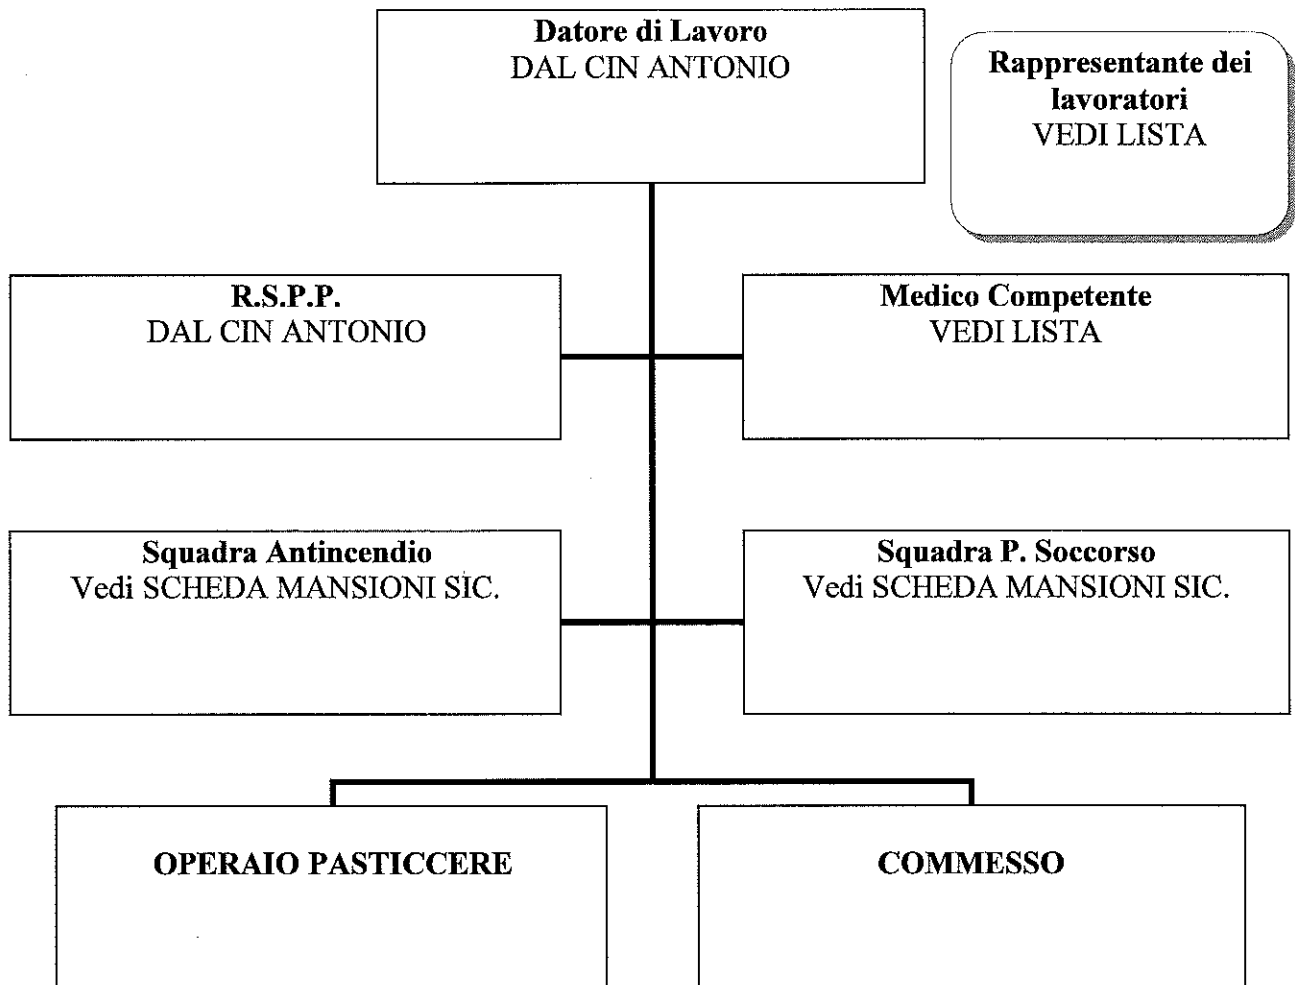 Datore di Lavoro
DAL CIN ANTONIO
Rappresentante dei
lavoratori
VEDI LISTA
R.S.P.P.
DAL CIN ANTONIO
Medico Competente
VEDI LISTA
Squadra Antincendio
Vedi SCHEDA MANSIONI SIC.
Squadra P. Soccorso
Vedi SCHEDA MANSIONI SIC.
OPERAIO PASTICCERE
COMMESSO